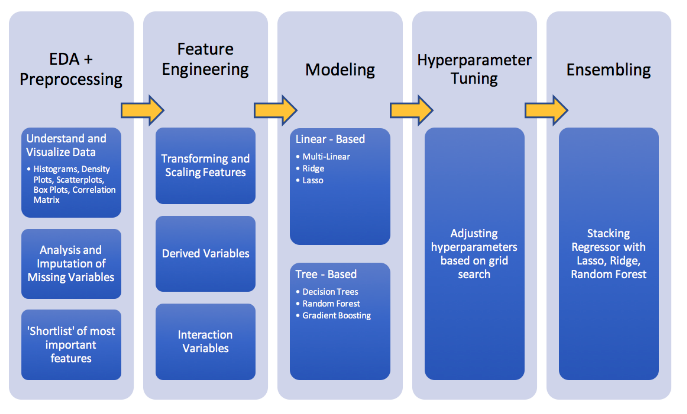 EDA +
Preprocessing
Understand and
Visualize Data
• Histograms, Density
Plots, Scatterplots,
Box Plots, Correlation
Matrix
Analysis and
Imputation of
Missing Variables
'Shortlist' of most
important
features
Feature
Engineering
Transforming and
Scaling Features
Derived Variables
Interaction
Variables
Modeling
Linear - Based
• Multi-Linear
• Ridge
• Lasso
Tree - Based
• Decision Trees
• Random Forest
• Gradient Boosting
Hyperparameter
Tuning
Adjusting
hyperparameters
based on grid
search
Ensembling
Stacking
Regressor with
Lasso, Ridge,
Random Forest